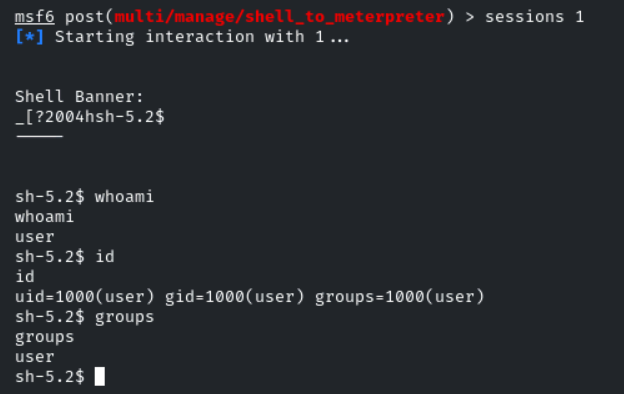 msf6 post(multi/manage/shell_to_meterpreter) > sessions 1
[*] Starting interaction with 1...
Shell Banner:
_[?2004hsh-5.2$
-----
sh-5.2$ whoami
whoami
user
sh-5.2$ id
id
uid=1000(user) gid=1000(user) groups=1000(user)
sh-5.2$ groups
groups
user
sh-5.2$